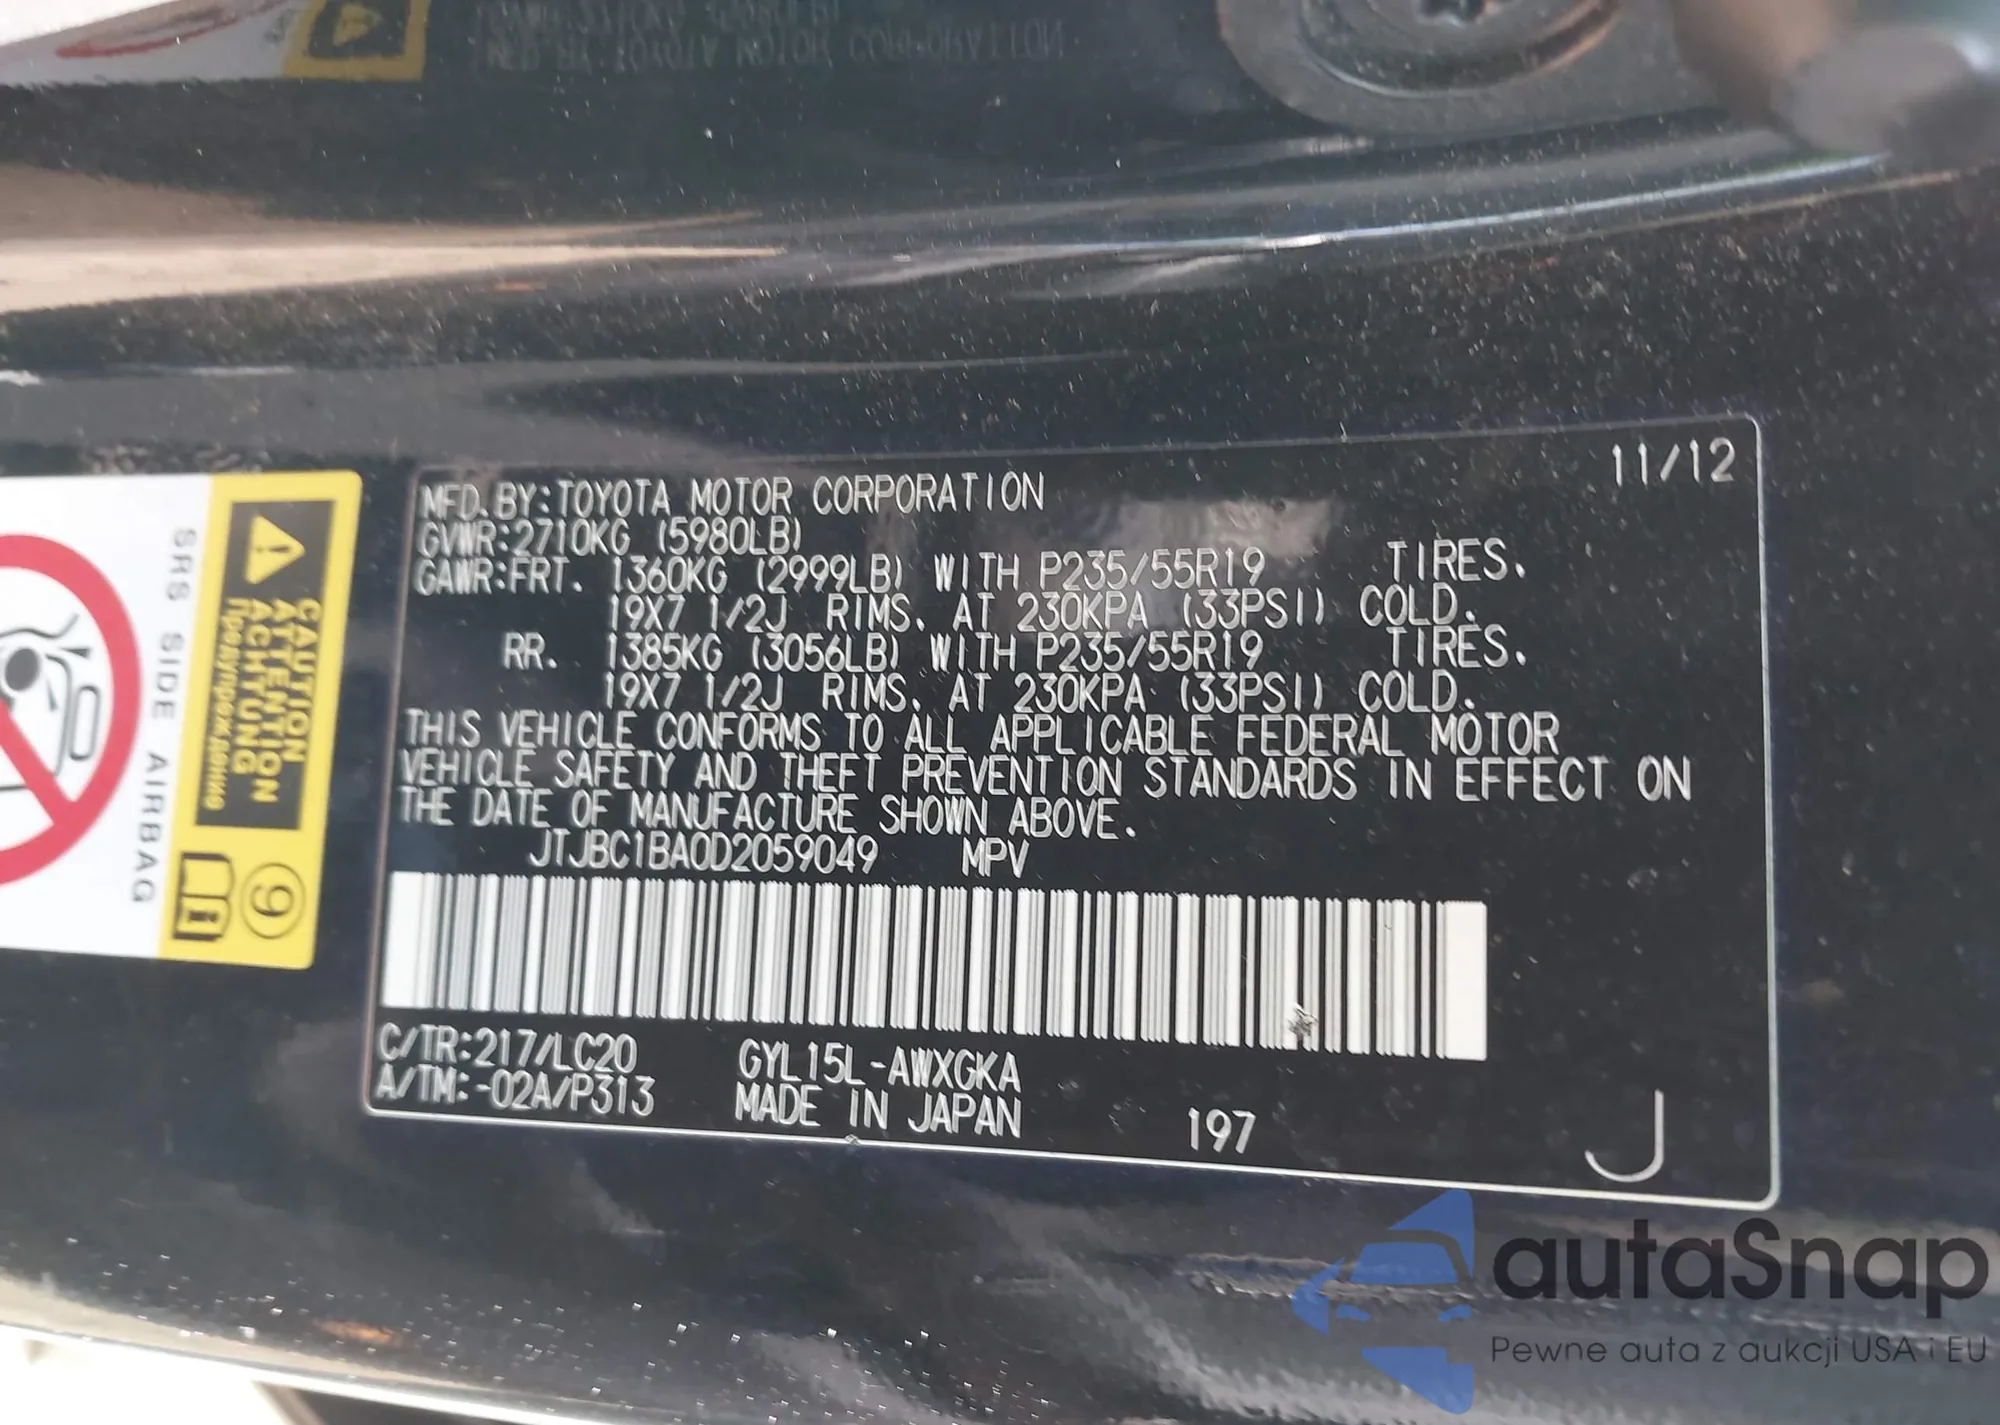 11/12
MFD.BY:TOYOTA MOTOR CORPORATION
GVWR:2710KG (5980LB)
GAWR:FRT. 1360KG (2999LB) WITH P235/55R19 TIRES.
19X7 1/2J RIMS. AT 230KPA (33PSI) COLD.
RR. 1385KG (3056LB) WITH P235/55R19 TIRES.
19X7 1/2J RIMS. AT 230KPA (33PSI) COLD.
THIS VEHICLE CONFORMS TO ALL APPLICABLE FEDERAL MOTOR
VEHICLE SAFETY AND THEFT PREVENTION STANDARDS IN EFFECT ON
THE DATE OF MANUFACTURE SHOWN ABOVE.
JTJBC1BA0D2059049 MPV
C/TR:217/LC20 GYL15L-AWXGKA
A/TM:-02A/P313 MADE IN JAPAN 197 J
CAUTION
ATTENTION
ACHTUNG
Предупреждение
SRS SIDE AIRBAG
9
autaSnap
Pewne auta z aukcji USA i EU